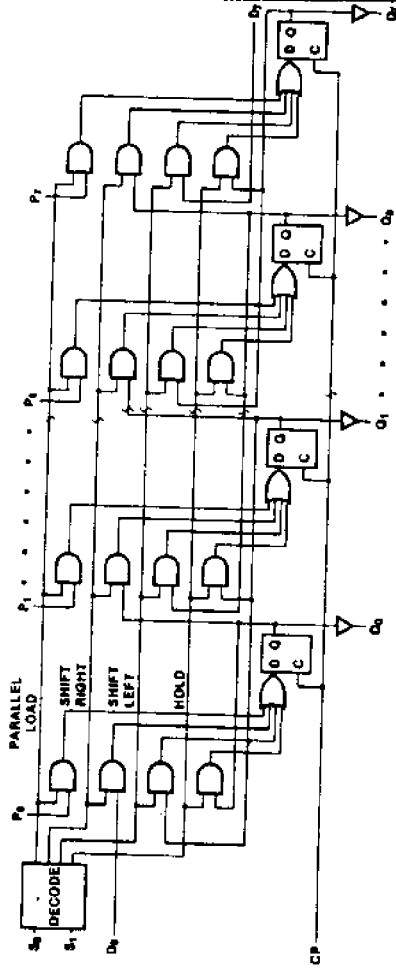 S0
S1
DECODE
PARALLEL
LOAD
SHIFT
RIGHT
SHIFT
LEFT
HOLD
P0
P1
P6
P7
D0
D7
D Q
C
D Q
C
D Q
C
D Q
C
CP
Q0
Q1
Q6